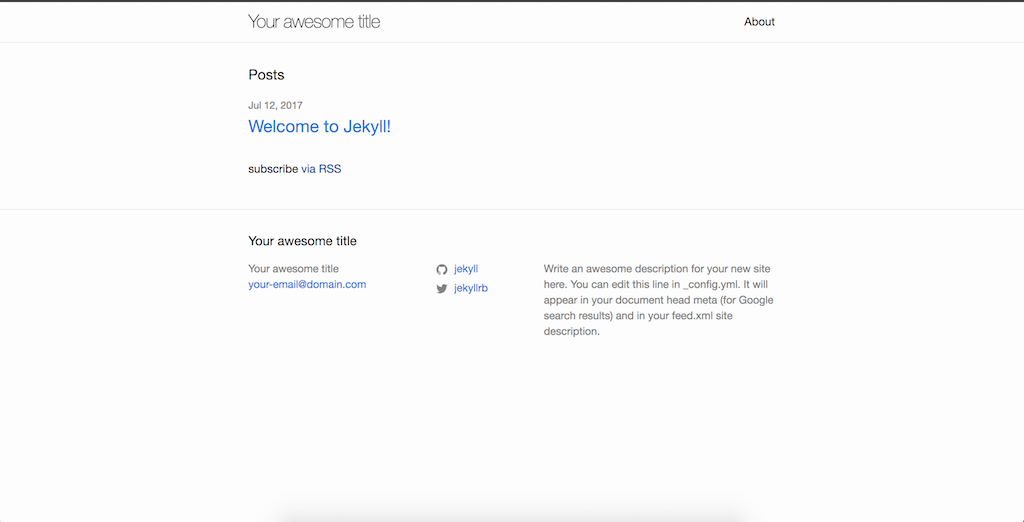 Your awesome title
About
Posts
Jul 12, 2017
Welcome to Jekyll!
subscribe via RSS
Your awesome title
Your awesome title
your-email@domain.com
jekyll
jekyllrb
Write an awesome description for your new site
here. You can edit this line in _config.yml. It will
appear in your document head meta (for Google
search results) and in your feed.xml site
description.